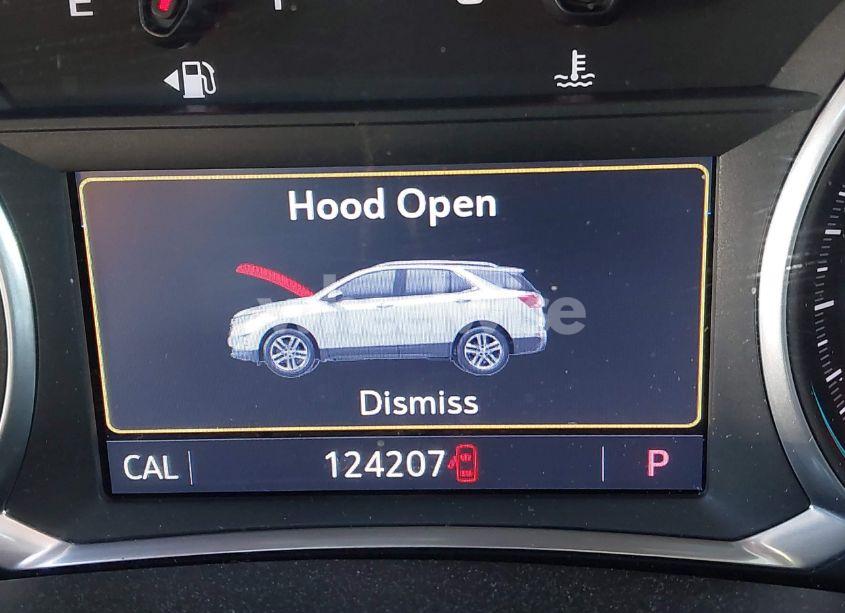 E
Hood Open
Dismiss
CAL
124207
P